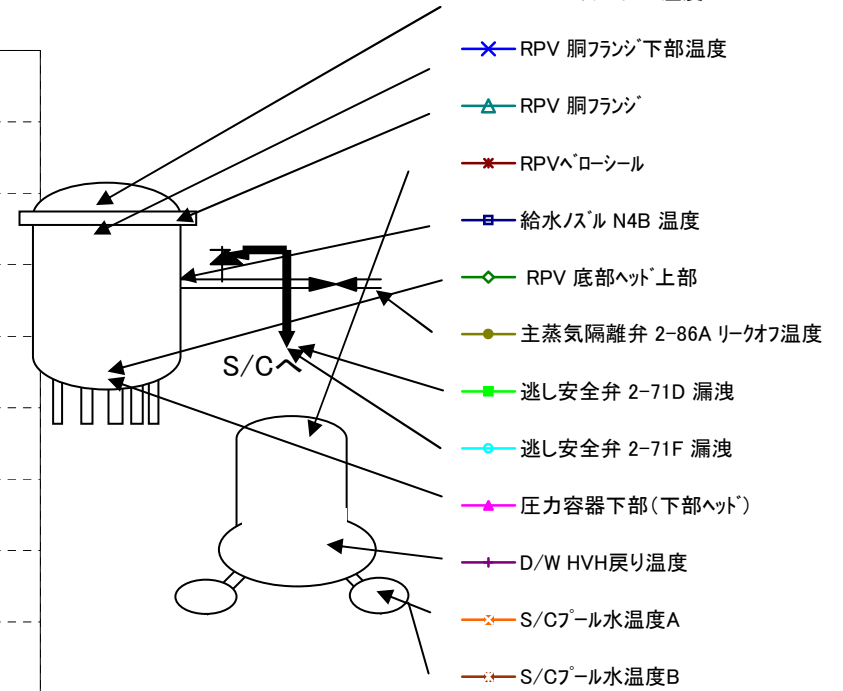 温度
RPV 胴フランジ下部温度
RPV 胴フランジ
RPVベローシール
給水ノズル N4B 温度
RPV 底部ヘッド上部
主蒸気隔離弁 2-86A リークオフ温度
逃し安全弁 2-71D 漏洩
逃し安全弁 2-71F 漏洩
圧力容器下部(下部ヘッド)
D/W HVH戻り温度
S/Cプール水温度A
S/Cプール水温度B
S/Cへ